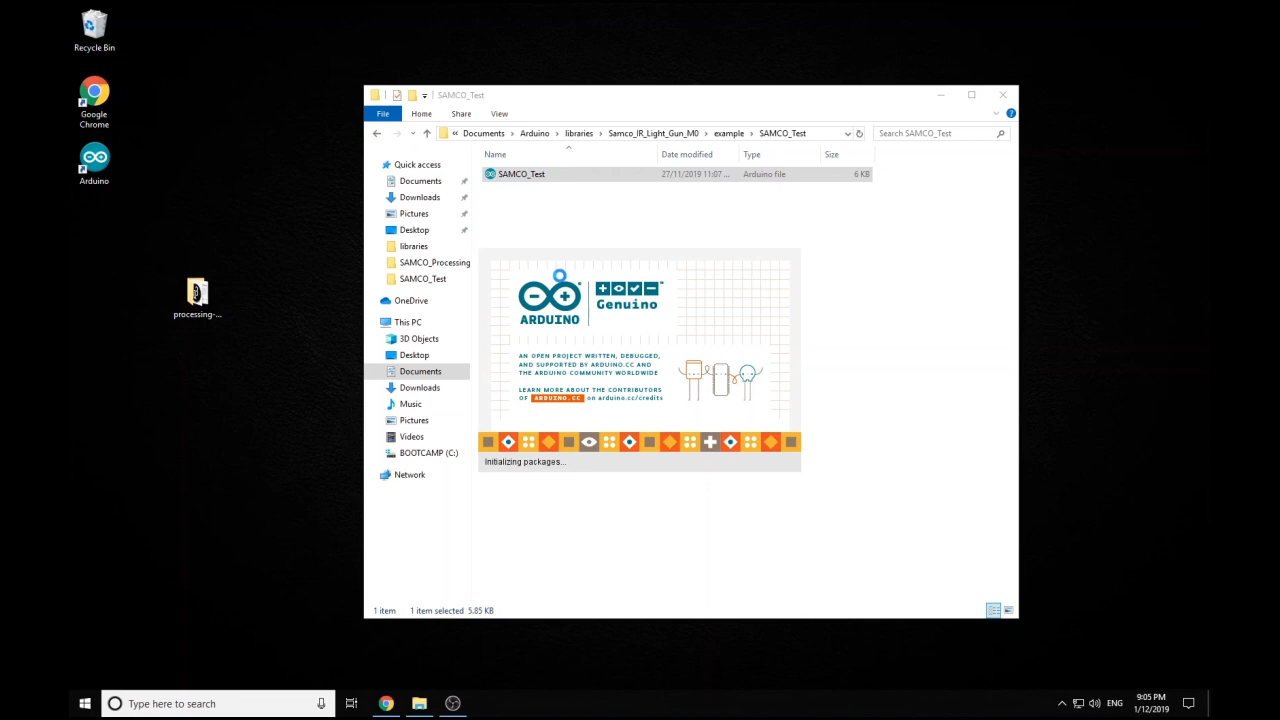 Recycle Bin
Google
Chrome
Arduino
processing-...
SAMCO_Test
File
Home
Share
View
Documents
Arduino
libraries
Samco_IR_Light_Gun_M0
example
SAMCO_Test
Search SAMCO_Test
Name
Date modified
Type
Size
SAMCO_Test
27/11/2019 11:07 ...
Arduino file
6 KB
Quick access
Documents
Downloads
Pictures
Desktop
libraries
SAMCO_Processing
SAMCO_Test
OneDrive
This PC
3D Objects
Desktop
Documents
Downloads
Music
Pictures
Videos
BOOTCAMP (C:)
Network
ARDUINO
Genuino
™
AN OPEN PROJECT WRITTEN, DEBUGGED,
AND SUPPORTED BY ARDUINO.CC AND
THE ARDUINO COMMUNITY WORLDWIDE
LEARN MORE ABOUT THE CONTRIBUTORS
OF ARDUINO.CC on arduino.cc/credits
Initializing packages...
1 item
1 item selected 5.85 KB
Type here to search
ENG
9:05 PM
1/12/2019